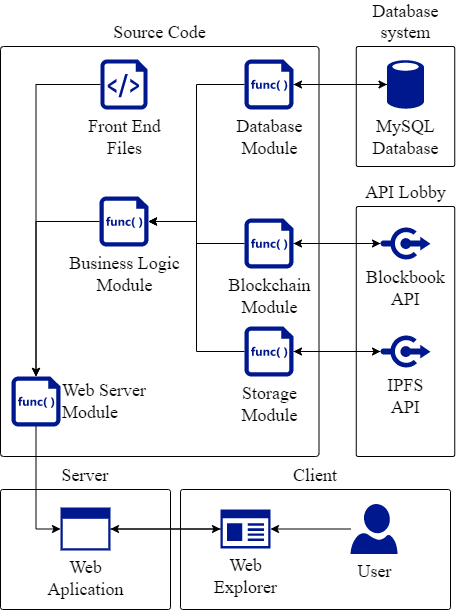 Database
system
Source Code
func( )
Front End
Files
Database
Module
MySQL
Database
API Lobby
func( )
func( )
Business Logic
Module
Blockchain
Module
Blockbook
API
func( )
Storage
Module
IPFS
API
func( )
Web Server
Module
Server
Client
Web
Aplication
Web
Explorer
User